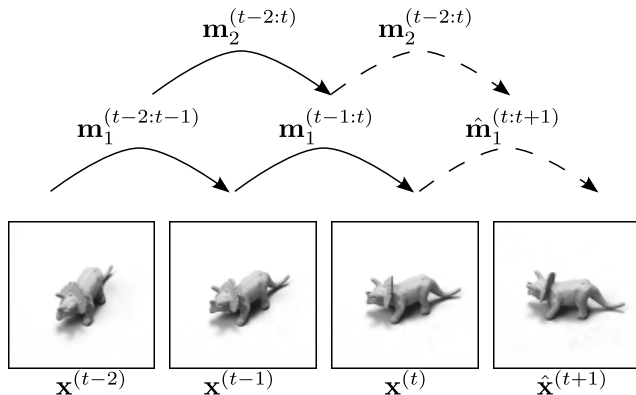 m₂^(t−2:t) m₂^(t−2:t)
m₁^(t−2:t−1) m₁^(t−1:t) m̂₁^(t:t+1)
x^(t−2) x^(t−1) x^(t) x̂^(t+1)